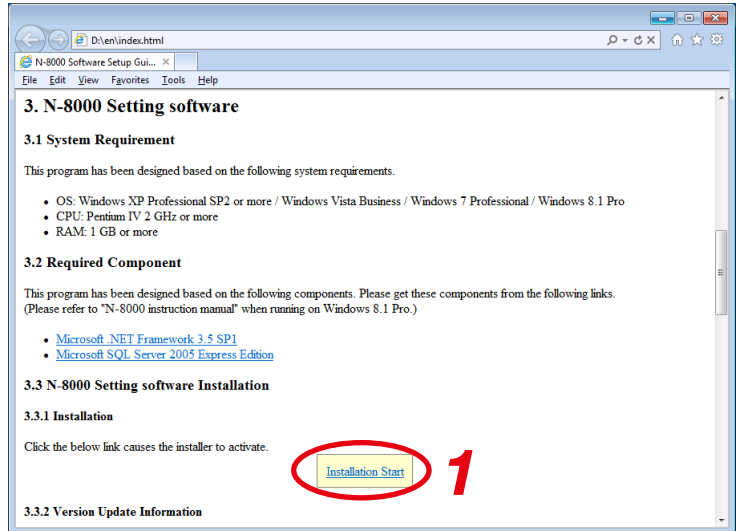 D:\en\index.html
N-8000 Software Setup Gui...
File Edit View Favorites Tools Help
3. N-8000 Setting software
3.1 System Requirement
This program has been designed based on the following system requirements.
• OS: Windows XP Professional SP2 or more / Windows Vista Business / Windows 7 Professional / Windows 8.1 Pro
• CPU: Pentium IV 2 GHz or more
• RAM: 1 GB or more
3.2 Required Component
This program has been designed based on the following components. Please get these components from the following links.
(Please refer to "N-8000 instruction manual" when running on Windows 8.1 Pro.)
• Microsoft .NET Framework 3.5 SP1
• Microsoft SQL Server 2005 Express Edition
3.3 N-8000 Setting software Installation
3.3.1 Installation
Click the below link causes the installer to activate.
Installation Start
1
3.3.2 Version Update Information